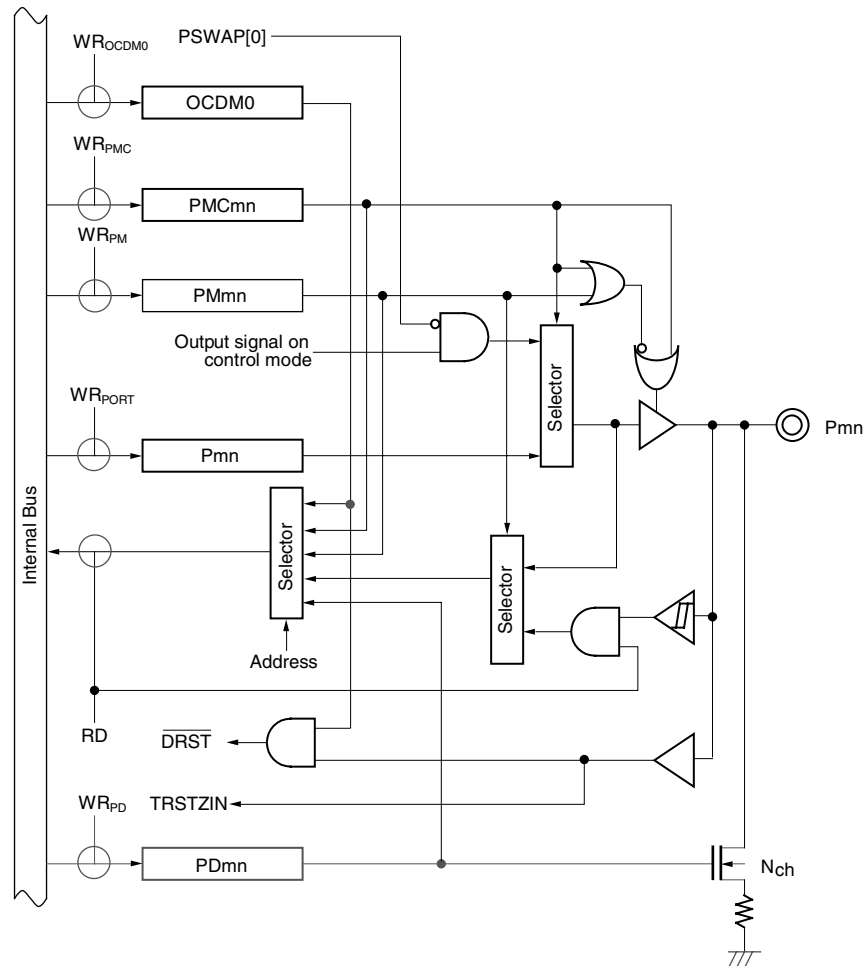 WROCDM0
PSWAP[0]
OCDM0
WRPMC
PMCmn
WRPM
PMmn
Output signal on
control mode
Selector
WRPORT
Pmn
Pmn
Internal Bus
Selector
Selector
Address
RD
DRST
TRSTZIN
WRPD
PDmn
Nch